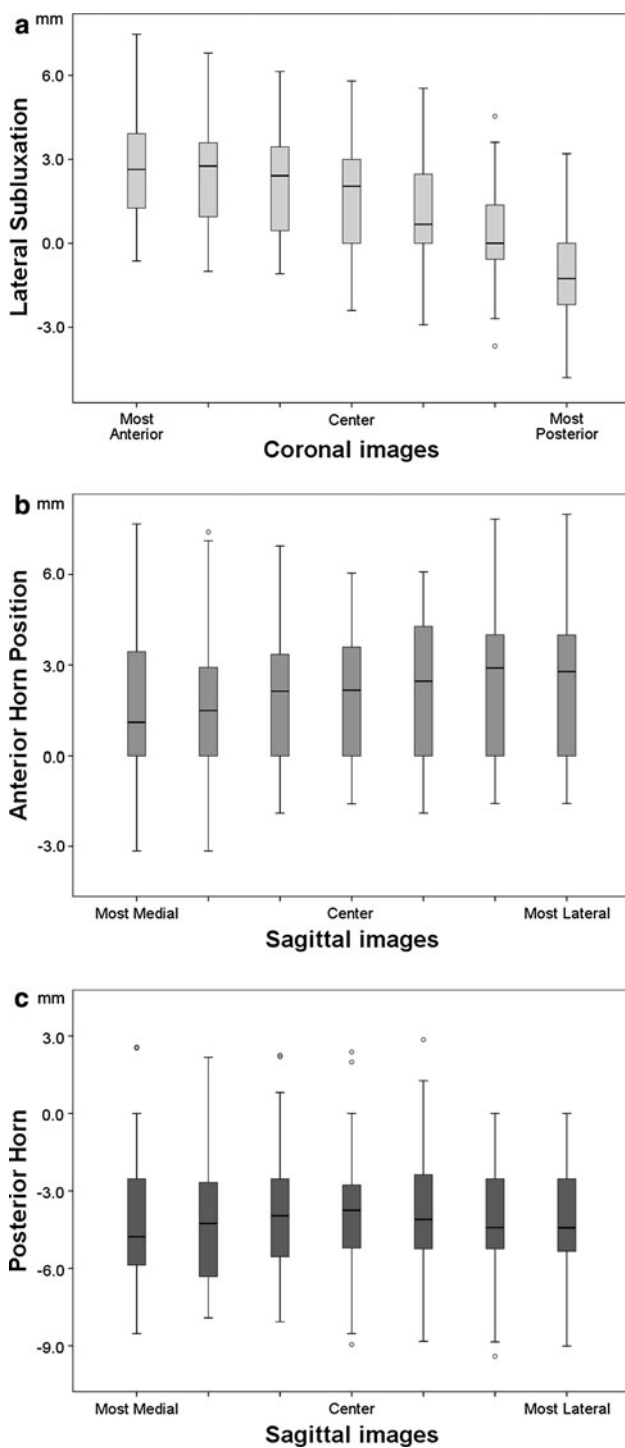 a
mm
6.0
3.0
0.0
-3.0
Lateral Subluxation
Most
Anterior
Center
Most
Posterior
Coronal images
b
mm
6.0
3.0
0.0
-3.0
Anterior Horn Position
Most Medial
Center
Most Lateral
Sagittal images
c
mm
3.0
0.0
-3.0
-6.0
-9.0
Posterior Horn
Most Medial
Center
Most Lateral
Sagittal images